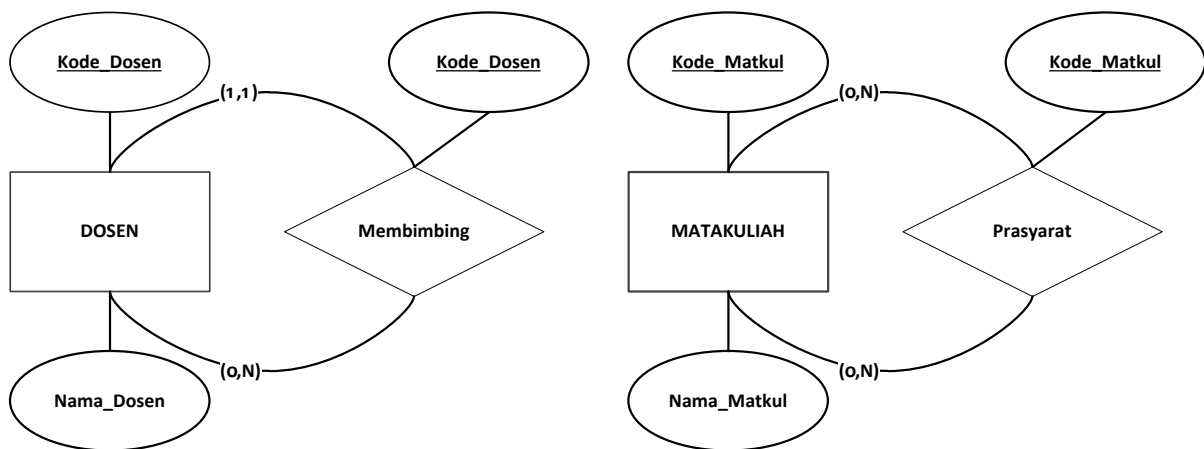 Kode_Dosen
Kode_Dosen
Kode_Matkul
Kode_Matkul
(1,1)
(0,N)
DOSEN
Membimbing
MATAKULIAH
Prasyarat
(0,N)
(0,N)
Nama_Dosen
Nama_Matkul